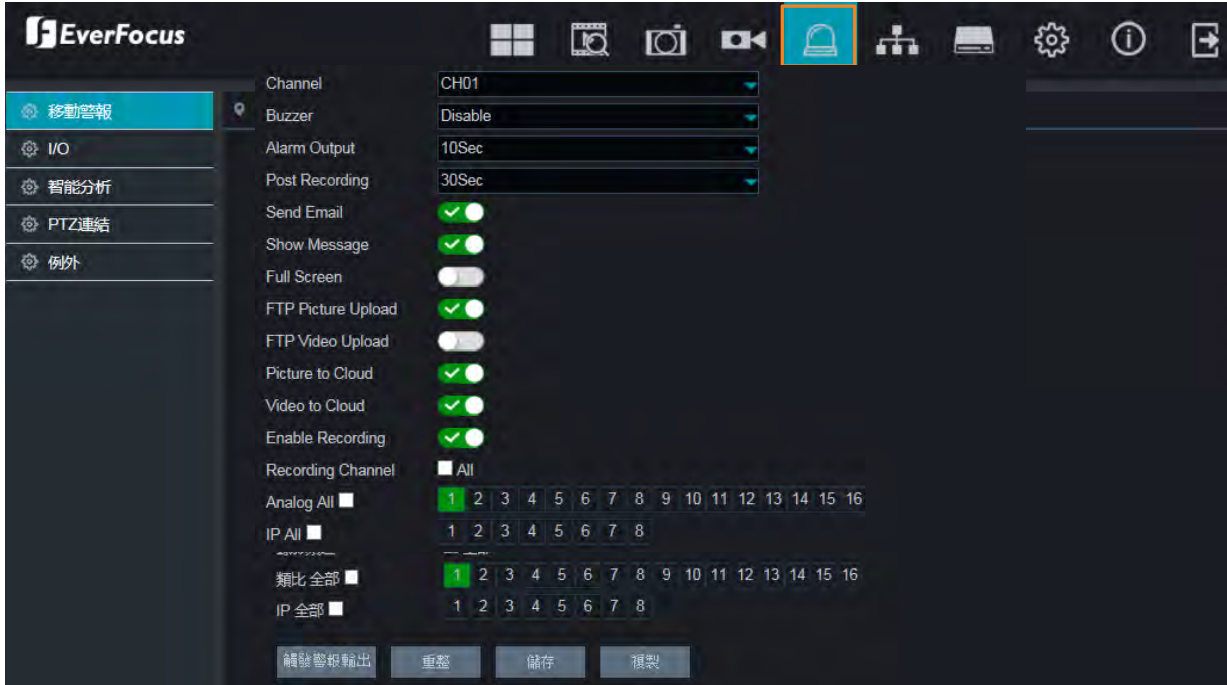 EverFocus
移動警報
I/O
智能分析
PTZ連結
例外
Channel CH01
Buzzer Disable
Alarm Output 10Sec
Post Recording 30Sec
Send Email
Show Message
Full Screen
FTP Picture Upload
FTP Video Upload
Picture to Cloud
Video to Cloud
Enable Recording
Recording Channel All
Analog All 1 2 3 4 5 6 7 8 9 10 11 12 13 14 15 16
IP All 1 2 3 4 5 6 7 8
類比 全部 1 2 3 4 5 6 7 8 9 10 11 12 13 14 15 16
IP 全部 1 2 3 4 5 6 7 8
觸發警報輸出 重整 儲存 複製